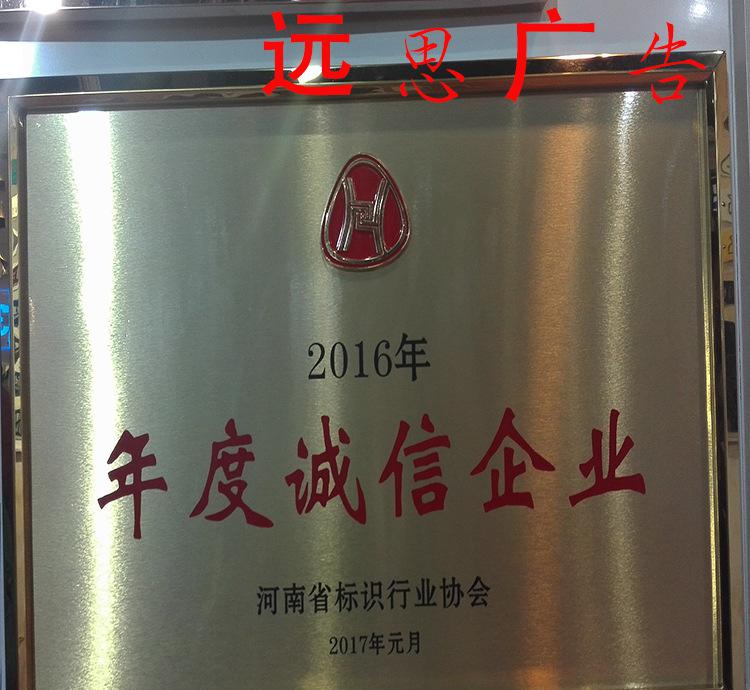 远思广告
2016年
年度诚信企业
河南省标识行业协会
2017年元月